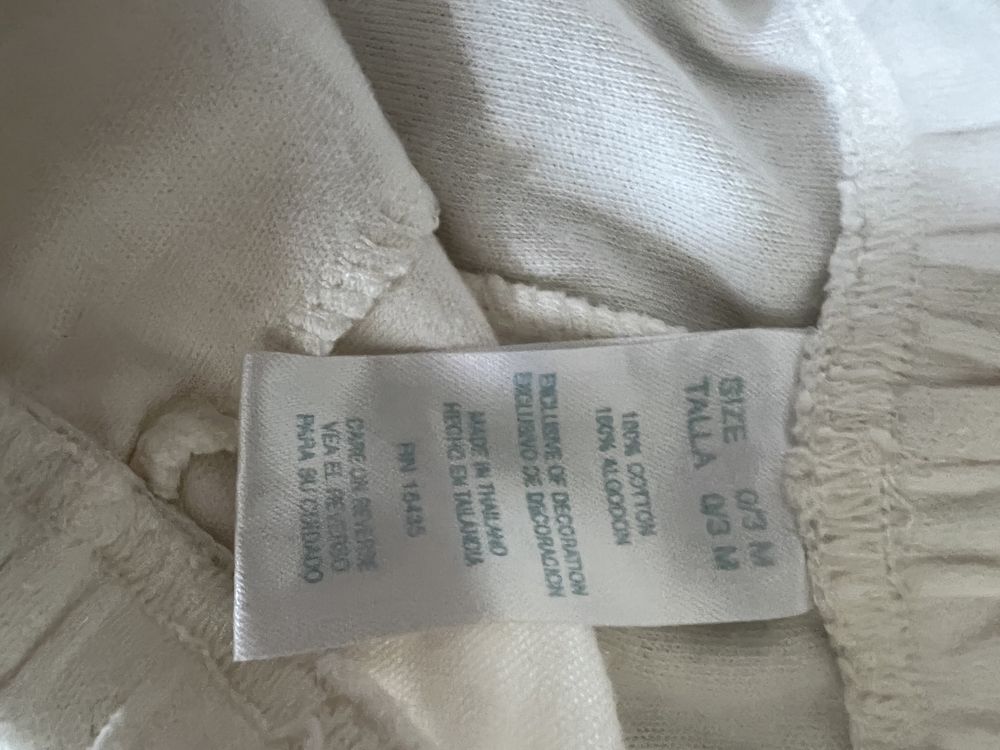 SIZE 0/3 M
TALLA 0/3 M
100% COTTON
100% ALGODON
EXCLUSIVE OF DECORATION
EXCLUSIVO DE DECORACION
MADE IN THAILAND
HECHO EN TAILANDIA
RN 15435
CARE ON REVERSE
VEA EL REVERSO
PARA SU CUIDADO